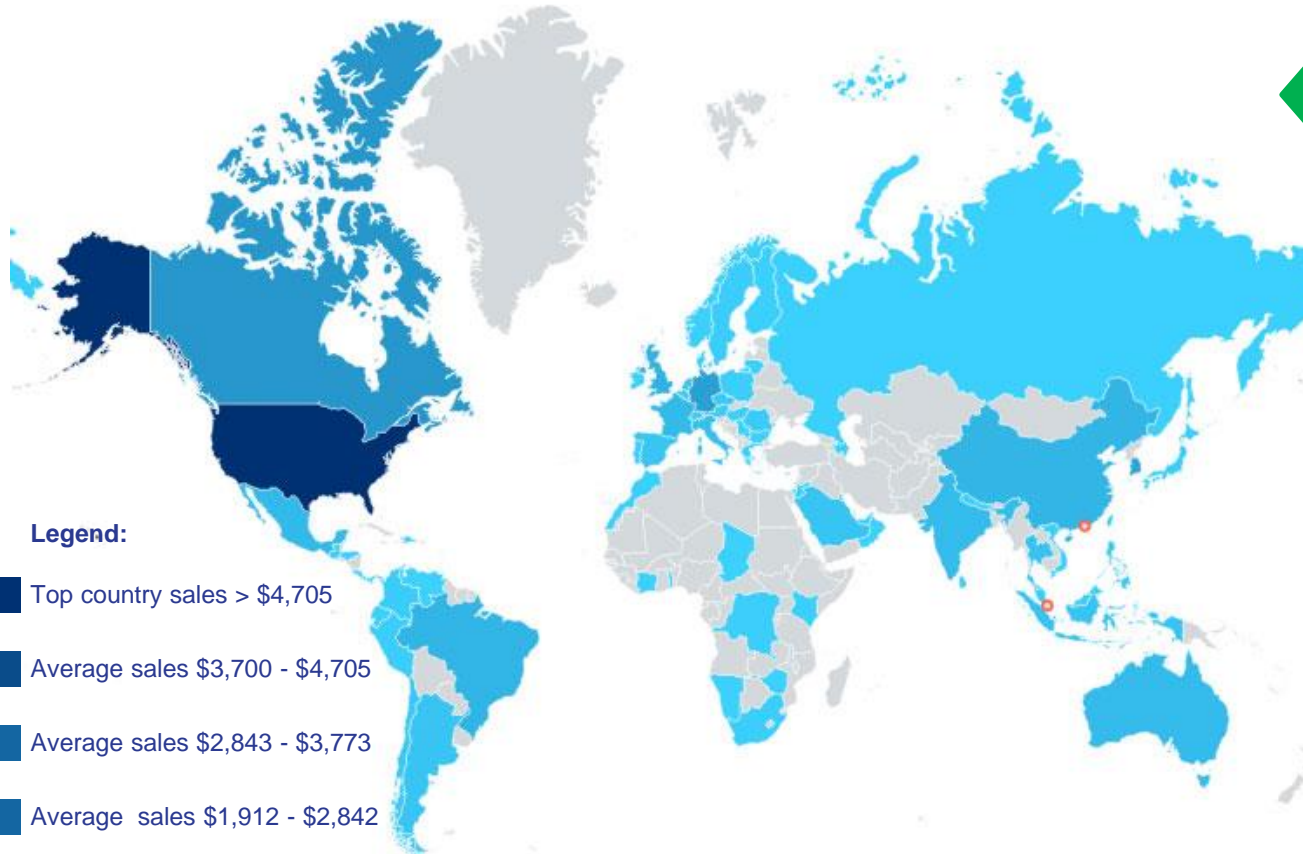 Legend:
Top country sales > $4,705
Average sales $3,700 - $4,705
Average sales $2,843 - $3,773
Average  sales $1,912 - $2,842